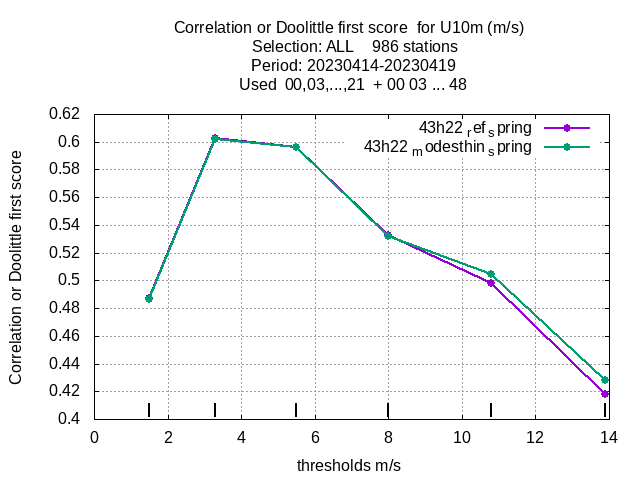 Correlation or Doolittle first score  for U10m (m/s)
Selection: ALL    986 stations
Period: 20230414-20230419
Used  00,03,...,21  + 00 03 ... 48
43h22 ref spring
43h22 modesthin spring
Correlation or Doolittle first score
0.62
0.6
0.58
0.56
0.54
0.52
0.5
0.48
0.46
0.44
0.42
0.4
0 2 4 6 8 10 12 14
thresholds m/s